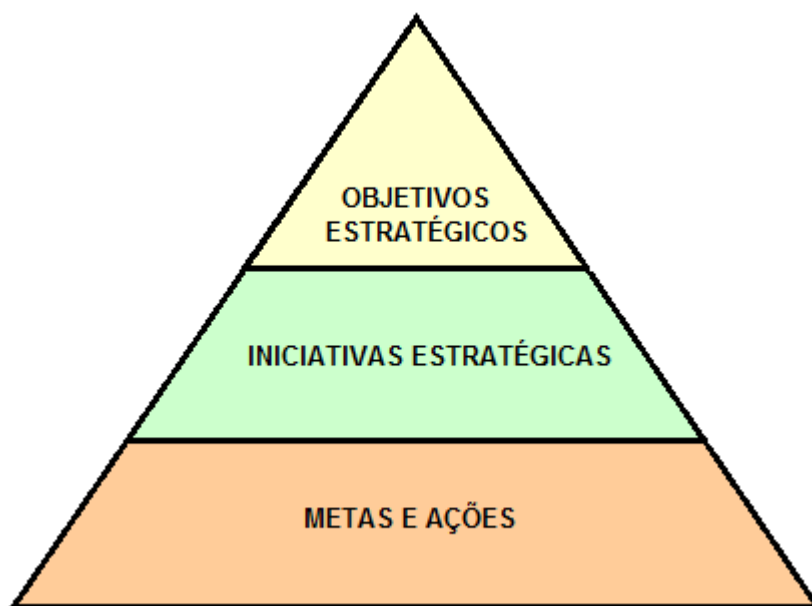 OBJETIVOS
ESTRATÉGICOS
INICIATIVAS ESTRATÉGICAS
METAS E AÇÕES